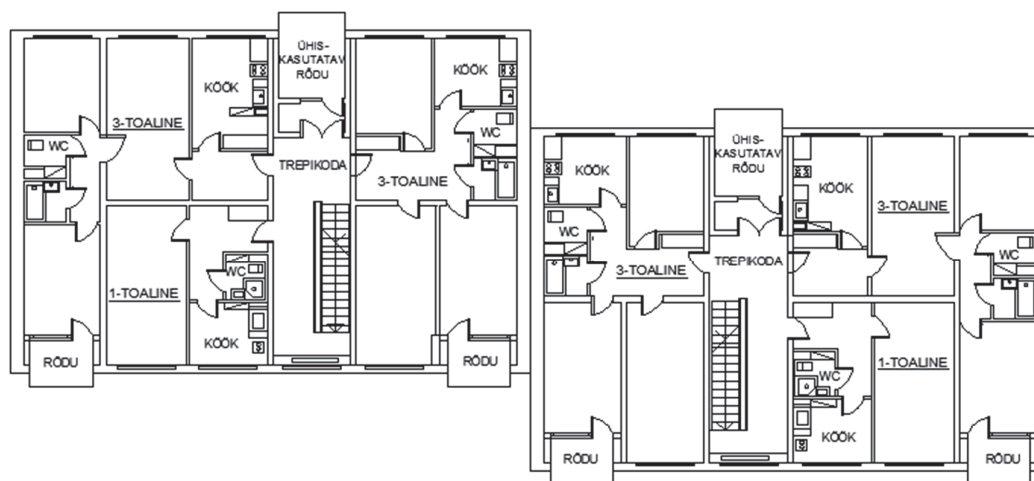 ÜHIS-
KASUTATAV
RÕDU
KÖÖK
KÖÖK
3-TOALINE
WC
WC
TREPIKODA
3-TOALINE
WC
1-TOALINE
KÖÖK
RÕDU
RÕDU
ÜHIS-
KASUTATAV
RÕDU
KÖÖK
KÖÖK
3-TOALINE
WC
WC
TREPIKODA
3-TOALINE
1-TOALINE
WC
KÖÖK
RÕDU
RÕDU